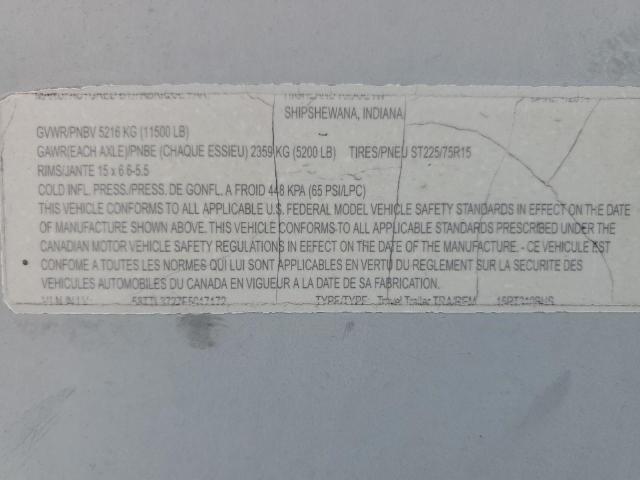 MANUFACTURED BY/FABRIQUE PAR:
SHIPSHEWANA, INDIANA
GVWR/PNBV 5216 KG (11500 LB)
GAWR(EACH AXLE)/PNBE (CHAQUE ESSIEU) 2359 KG (5200 LB) TIRES/PNEU ST225/75R15
RIMS/JANTE 15 x 6 6-5.5
COLD INFL. PRESS./PRESS. DE GONFL. A FROID 448 KPA (65 PSI/LPC)
THIS VEHICLE CONFORMS TO ALL APPLICABLE U.S. FEDERAL MODEL VEHICLE SAFETY STANDARDS IN EFFECT ON THE DATE
OF MANUFACTURE SHOWN ABOVE. THIS VEHICLE CONFORMS-TO ALL APPLICABLE STANDARDS PRESCRIBED UNDER THE
CANADIAN MOTOR VEHICLE SAFETY REGULATIONS IN EFFECT ON THE DATE OF THE MANUFACTURE. - CE VEHICULE EST
CONFOME A TOUTES LES NORMES QUI LUI SONT APPLICABLES EN VERTU DU REGLEMENT SUR LA SECURITE DES
VEHICULES AUTOMOBILES DU CANADA EN VIGUEUR A LA DATE DE SA FABRICATION.
TYPE/TYPE: Travel Trailer TRA/REM